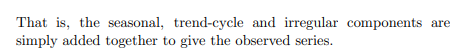 That is, the seasonal, trend-cycle and irregular components are
simply added together to give the observed series.